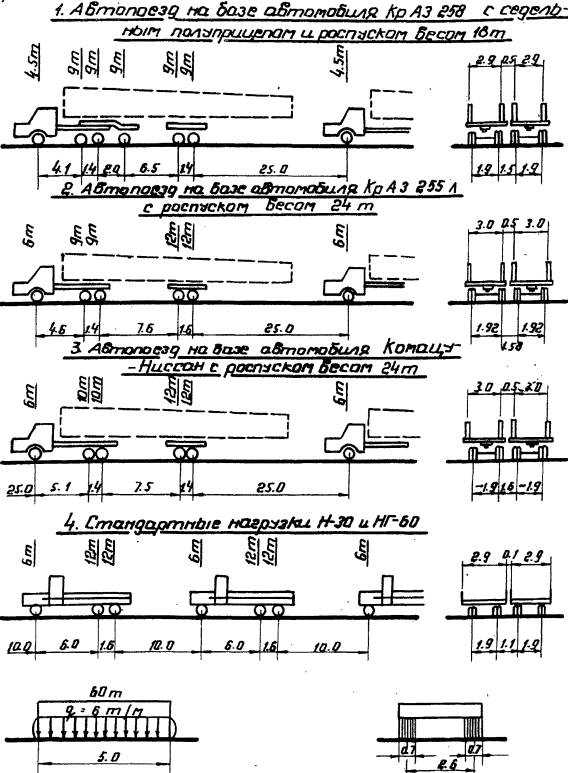 1. Автопоезд на базе автомобиля КрАЗ 258 с седель-
ным полуприцепом и роспуском весом 18т
4.5т 9т 9т 9т 9т 9т 4.5т
2.9 0.5 2.9
4.1 1.4 2.0 6.5 1.4 25.0
1.9 1.5 1.9
2. Автопоезд на базе автомобиля КрАЗ 255 л
с роспуском весом 24 т
6т 9т 9т 12т 12т 6т
3.0 0.5 3.0
4.6 1.4 7.6 1.6 25.0
1.92 1.92
1.58
3. Автопоезд на базе автомобиля Комацу-
-Ниссан с роспуском весом 24т
6т 10т 10т 12т 12т 6т
3.0 0.5
25.0 5.1 1.4 7.5 1.4 25.0
1.9 1.6 1.9
4. Стандартные нагрузки Н-30 и НГ-60
6т 12т 12т 6т 12т 12т 6т
2.9 0.1 2.9
10.0 6.0 1.6 10.0 6.0 1.6 10.0
1.9 1.1 1.9
60т
q = 6 т/м
5.0
0.7 0.7
2.6